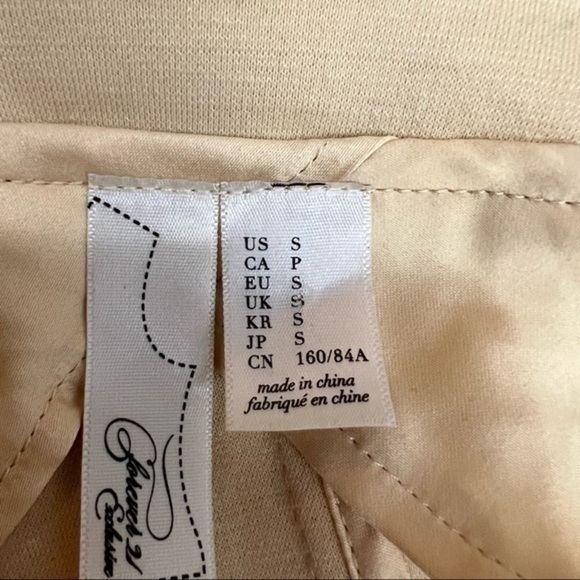 US S
CA P
EU S
UK S
KR S
JP S
CN 160/84A
made in china
fabriqué en chine
Forever 21
Exclusive